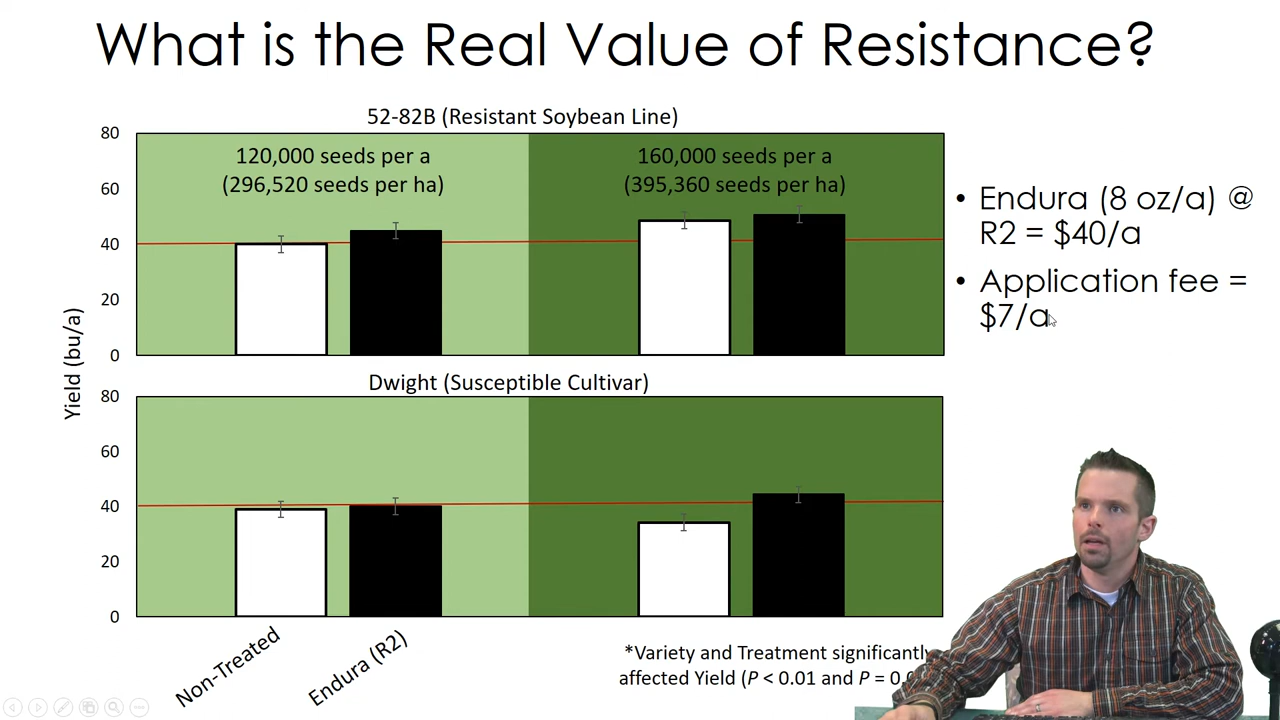 What is the Real Value of Resistance?
52-82B (Resistant Soybean Line)
80
60
40
20
0
120,000 seeds per a
(296,520 seeds per ha)
160,000 seeds per a
(395,360 seeds per ha)
Yield (bu/a)
Dwight (Susceptible Cultivar)
80
60
40
20
0
Non-Treated
Endura (R2)
• Endura (8 oz/a) @
R2 = $40/a
• Application fee =
$7/a
*Variety and Treatment significantly
affected Yield (P < 0.01 and P =